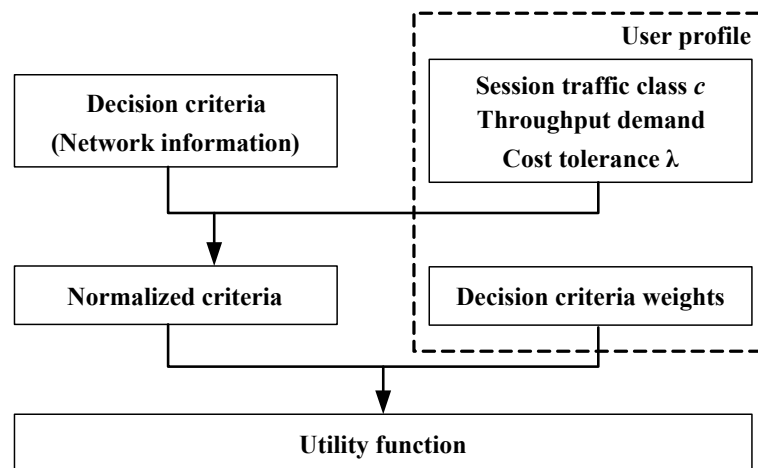 User profile
Decision criteria
(Network information)
Session traffic class c
Throughput demand
Cost tolerance λ
Normalized criteria
Decision criteria weights
Utility function